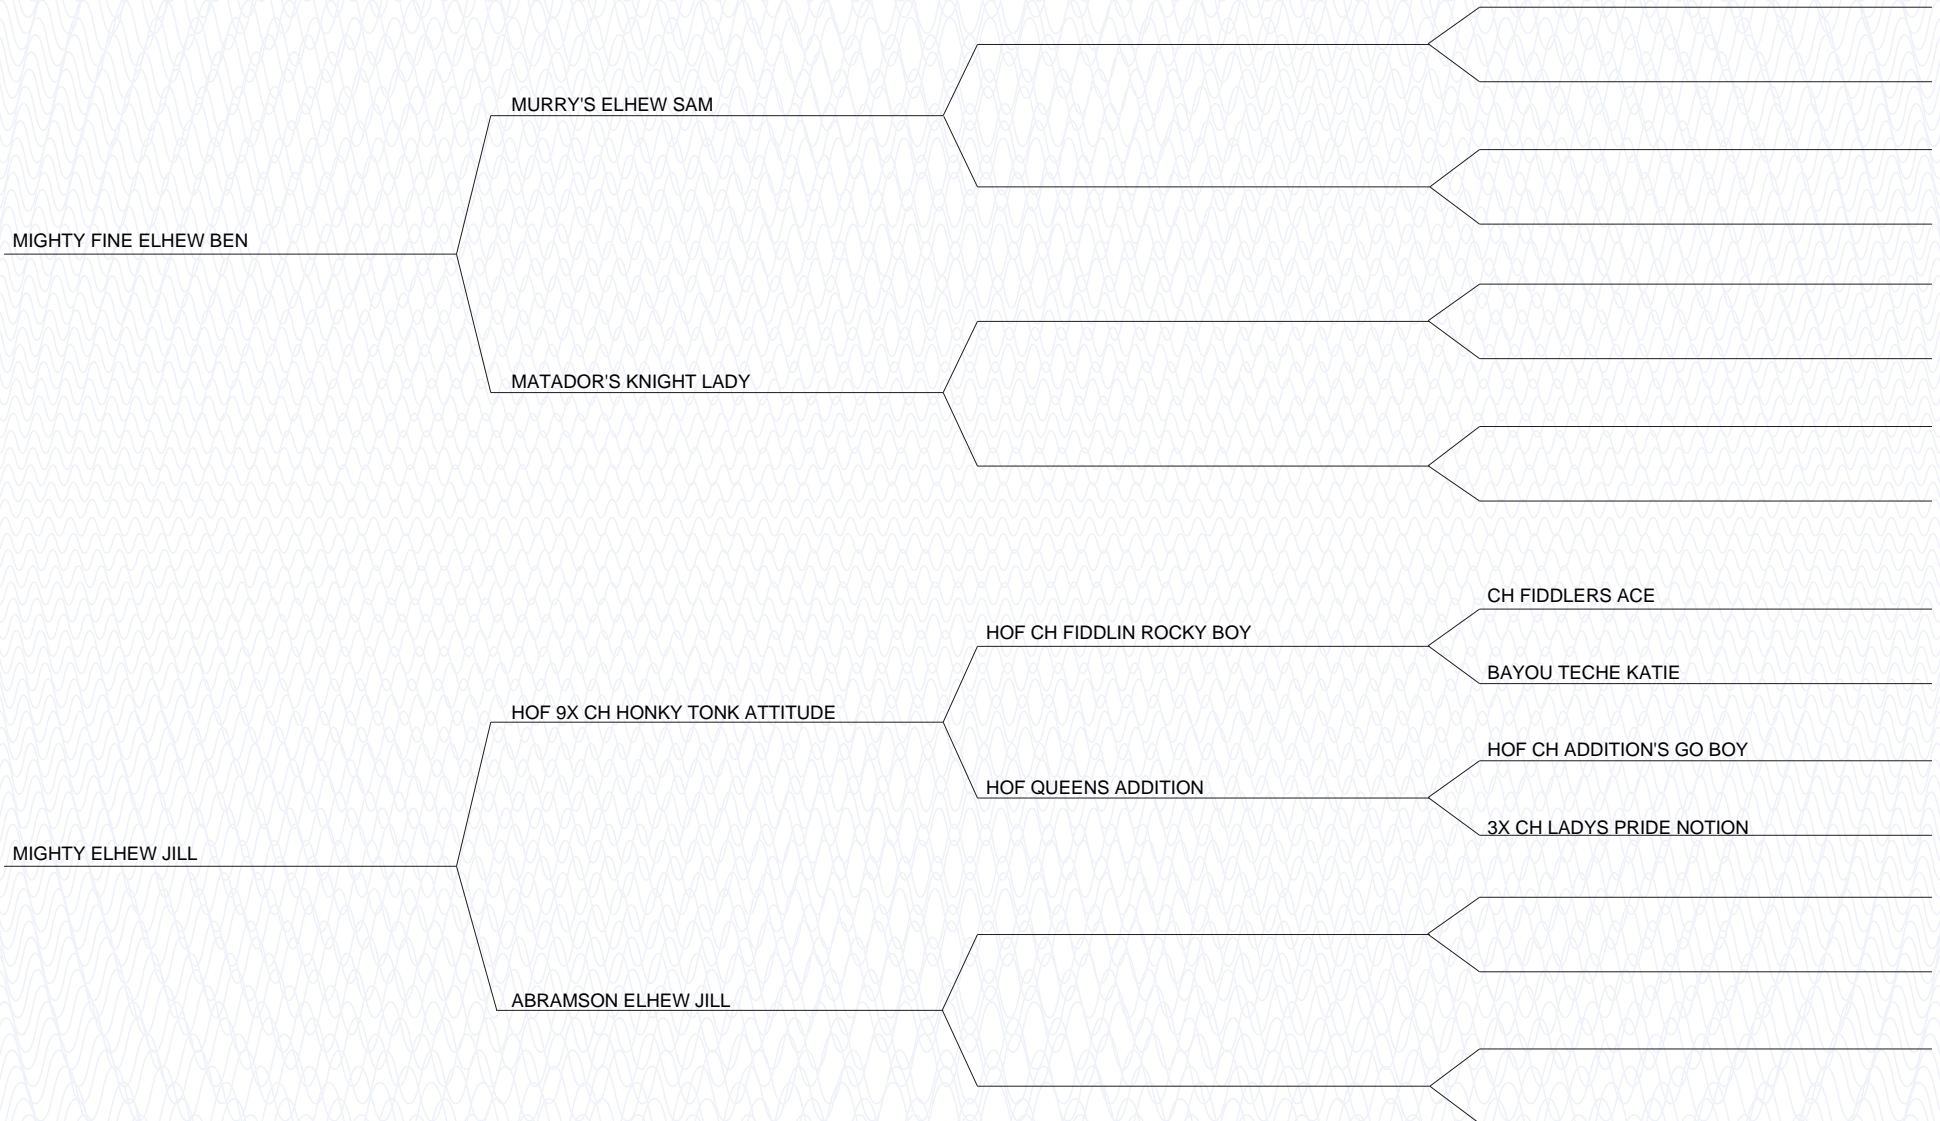 MURRY'S ELHEW SAM
MIGHTY FINE ELHEW BEN
MATADOR'S KNIGHT LADY
CH FIDDLERS ACE
HOF CH FIDDLIN ROCKY BOY
BAYOU TECHE KATIE
HOF 9X CH HONKY TONK ATTITUDE
HOF CH ADDITION'S GO BOY
HOF QUEENS ADDITION
3X CH LADYS PRIDE NOTION
MIGHTY ELHEW JILL
ABRAMSON ELHEW JILL